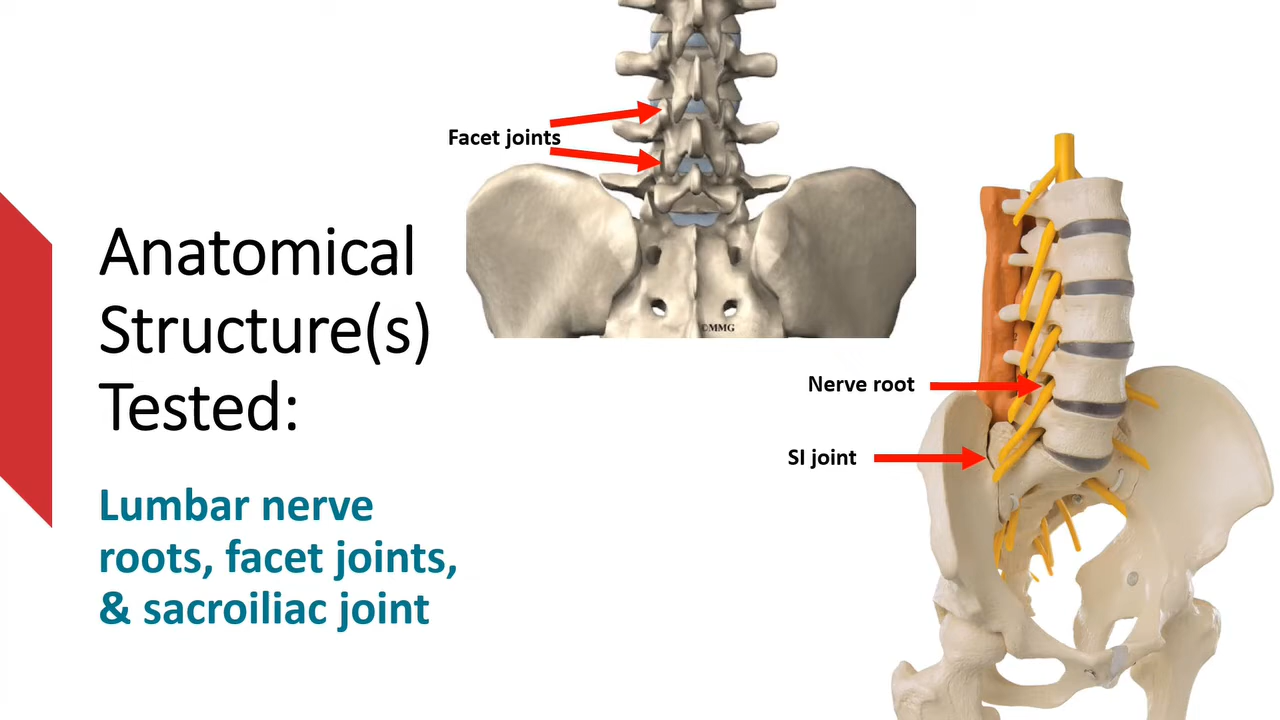 Anatomical
Structure(s)
Tested:
Lumbar nerve
roots, facet joints,
& sacroiliac joint
Facet joints
©MMG
Nerve root
SI joint